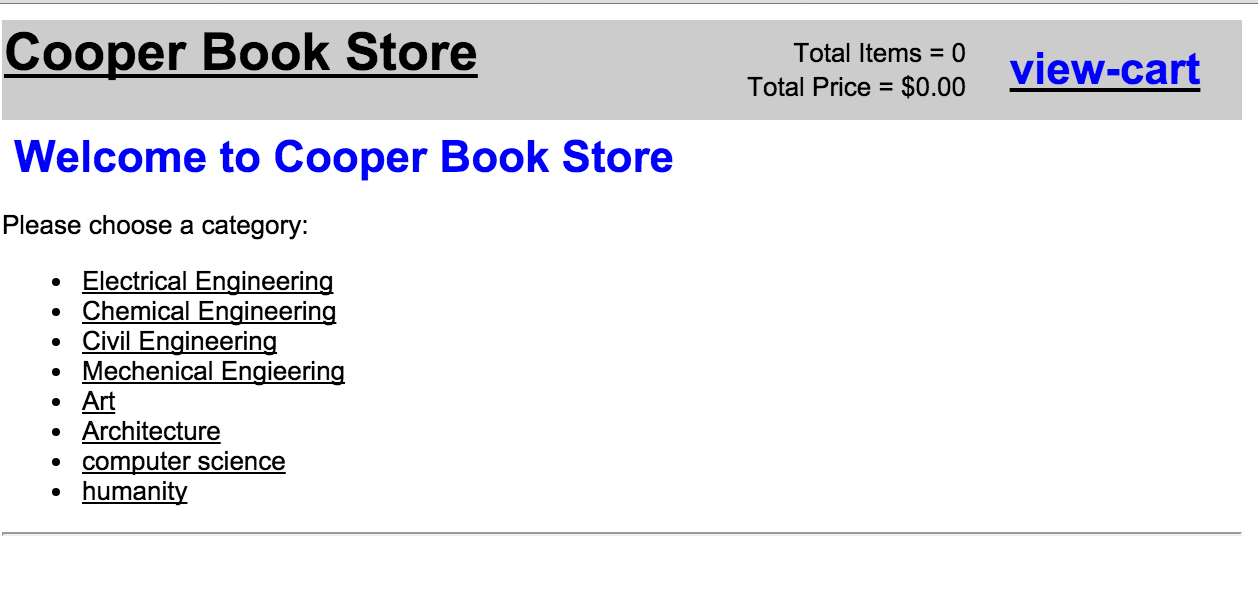 Cooper Book Store
Total Items = 0
Total Price = $0.00
view-cart
Welcome to Cooper Book Store
Please choose a category:
• Electrical Engineering
• Chemical Engineering
• Civil Engineering
• Mechenical Engieering
• Art
• Architecture
• computer science
• humanity